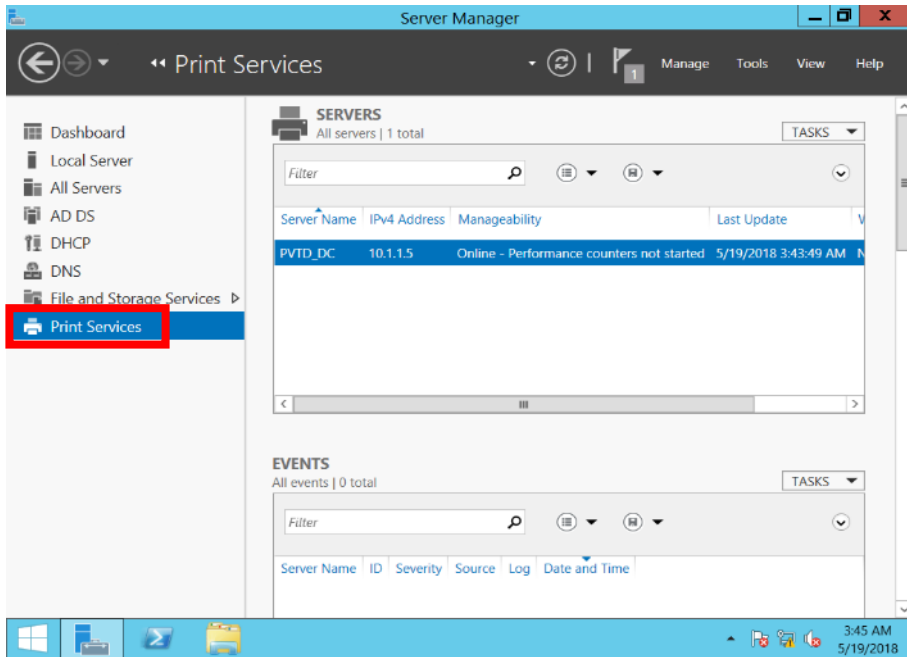 Server Manager
Print Services
1
Manage Tools View Help
Dashboard
Local Server
All Servers
AD DS
DHCP
DNS
File and Storage Services
Print Services
SERVERS
All servers | 1 total
TASKS
Filter
Server Name IPv4 Address Manageability Last Update
PVTD_DC 10.1.1.5 Online - Performance counters not started 5/19/2018 3:43:49 AM N
EVENTS
All events | 0 total
TASKS
Filter
Server Name ID Severity Source Log Date and Time
3:45 AM
5/19/2018